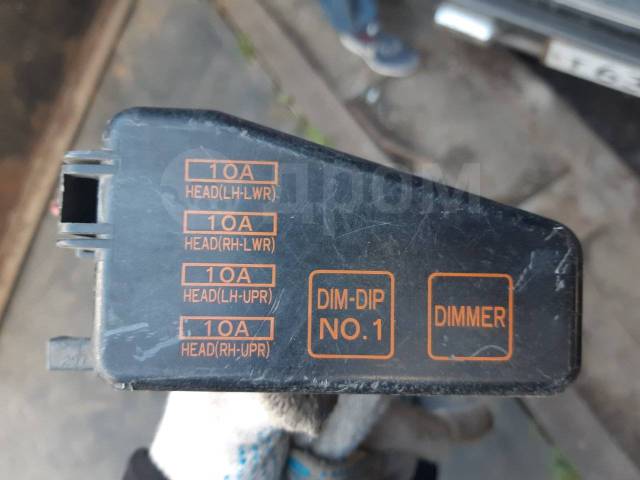 10A
HEAD(LH-LWR)
10A
HEAD(RH-LWR)
10A
HEAD(LH-UPR)
10A
HEAD(RH-UPR)
DIM-DIP
NO.1
DIMMER
ДРОМ